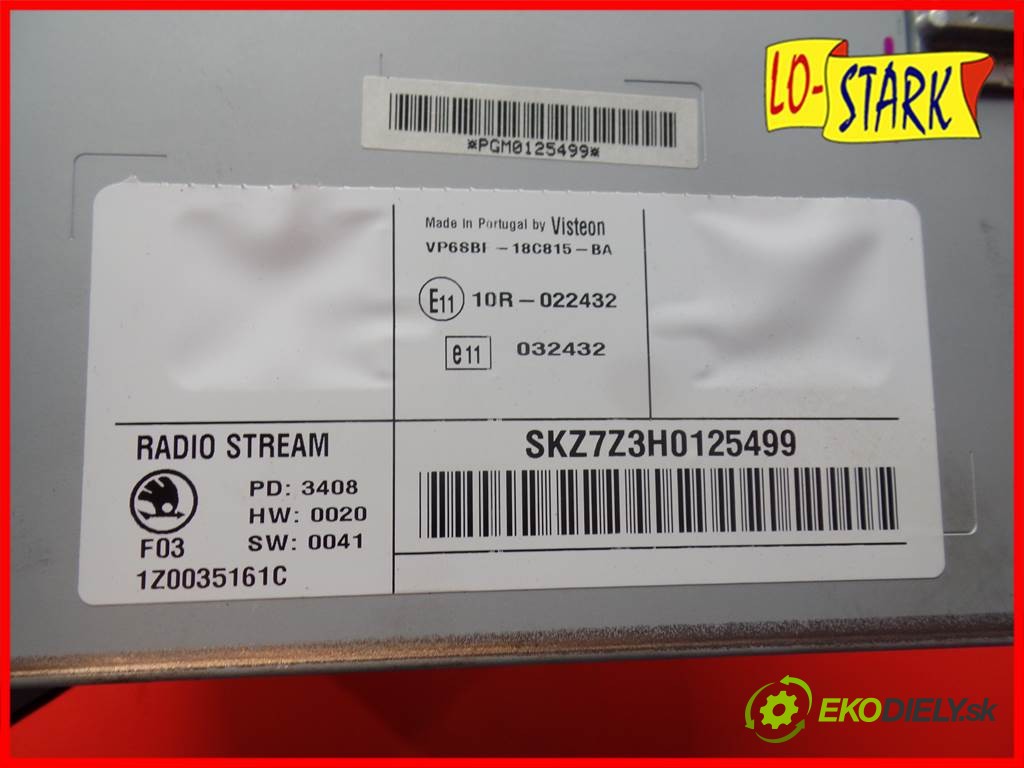 LO-STARK
*PGM0125499*
Made in Portugal by Visteon
VP6SBF-18C815-BA
E11 10R-022432
e11 032432
RADIO STREAM
PD: 3408
HW: 0020
F03 SW: 0041
1Z0035161C
SKZ7Z3H0125499
EKODIELY.sk